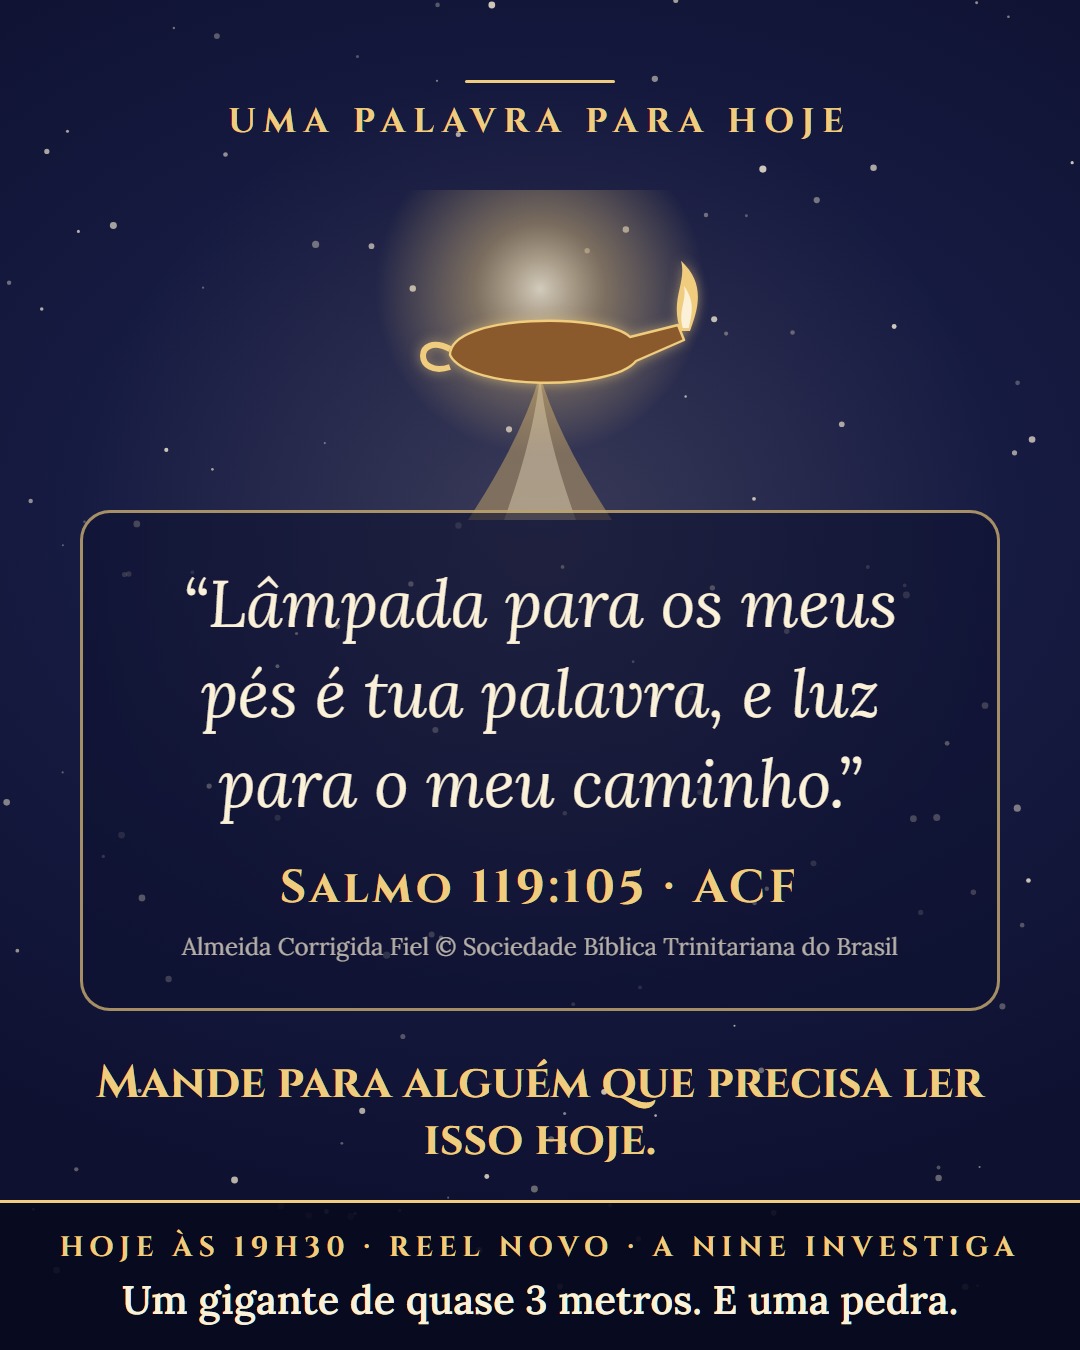 UMA PALAVRA PARA HOJE
“Lâmpada para os meus
pés é tua palavra, e luz
para o meu caminho.”
Salmo 119:105 · ACF
Almeida Corrigida Fiel © Sociedade Bíblica Trinitariana do Brasil
Mande para alguém que precisa ler
isso hoje.
HOJE ÀS 19H30 · REEL NOVO · A NINE INVESTIGA
Um gigante de quase 3 metros. E uma pedra.